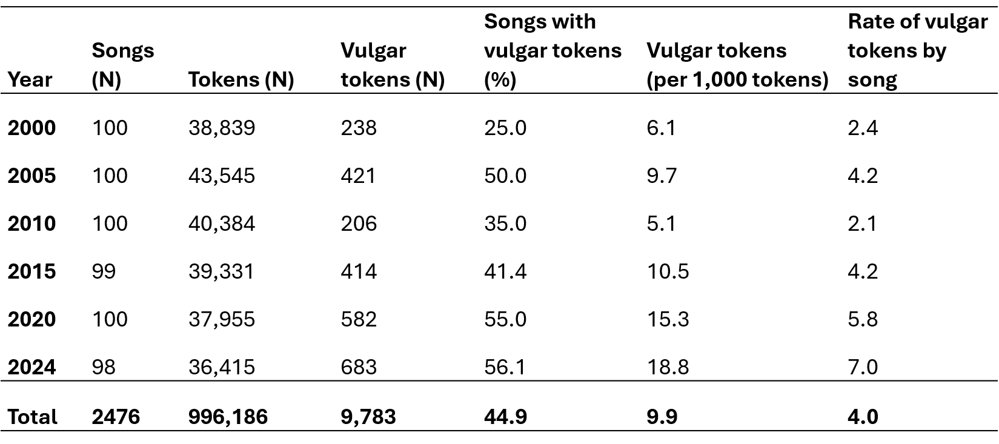 Year Songs (N) Tokens (N) Vulgar tokens (N) Songs with vulgar tokens (%) Vulgar tokens (per 1,000 tokens) Rate of vulgar tokens by song
2000 100 38,839 238 25.0 6.1 2.4
2005 100 43,545 421 50.0 9.7 4.2
2010 100 40,384 206 35.0 5.1 2.1
2015 99 39,331 414 41.4 10.5 4.2
2020 100 37,955 582 55.0 15.3 5.8
2024 98 36,415 683 56.1 18.8 7.0
Total 2476 996,186 9,783 44.9 9.9 4.0